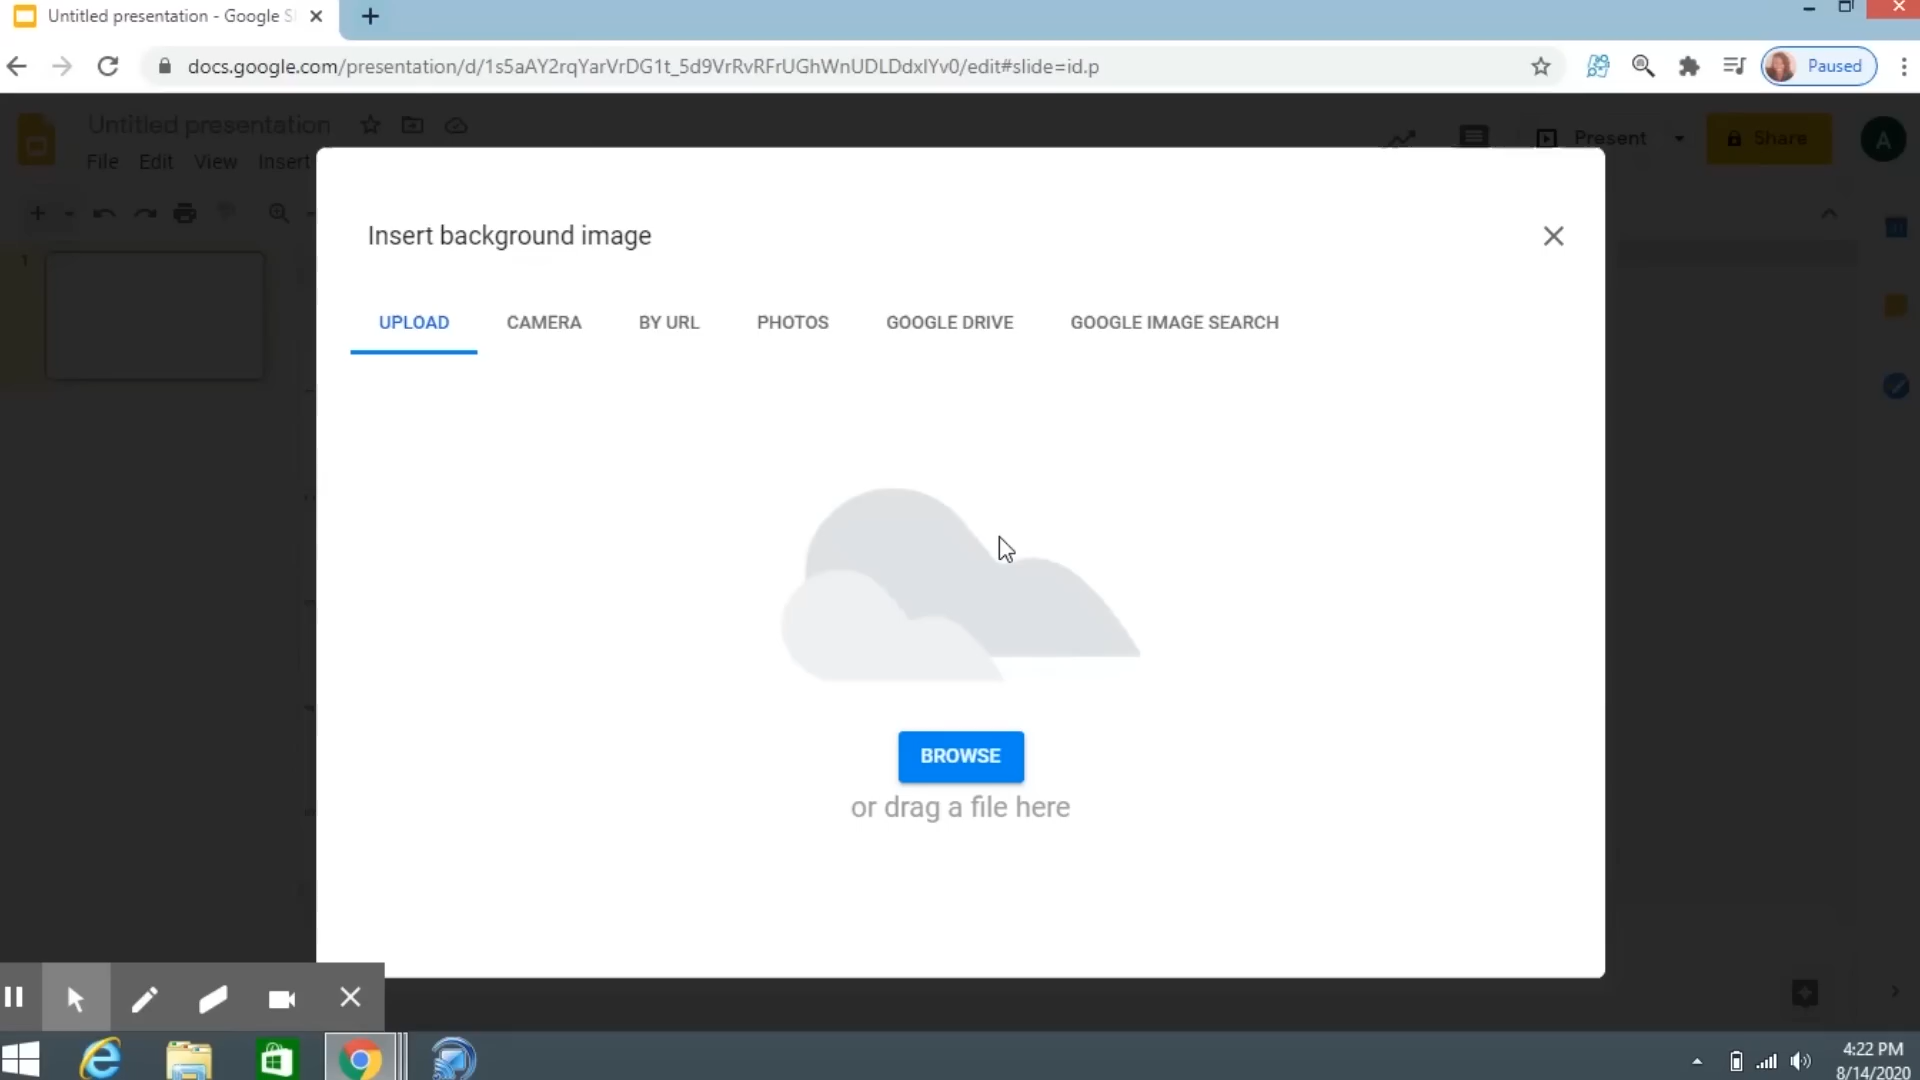 Untitled presentation - Google S
docs.google.com/presentation/d/1s5aAY2rqYarVrDG1t_5d9VrRvRFrUGhWnUDLDdxIYv0/edit#slide=id.p
Paused
Untitled presentation
File Edit View Insert
Present
Share
A
1
Insert background image
UPLOAD CAMERA BY URL PHOTOS GOOGLE DRIVE GOOGLE IMAGE SEARCH
BROWSE
or drag a file here
4:22 PM
8/14/2020